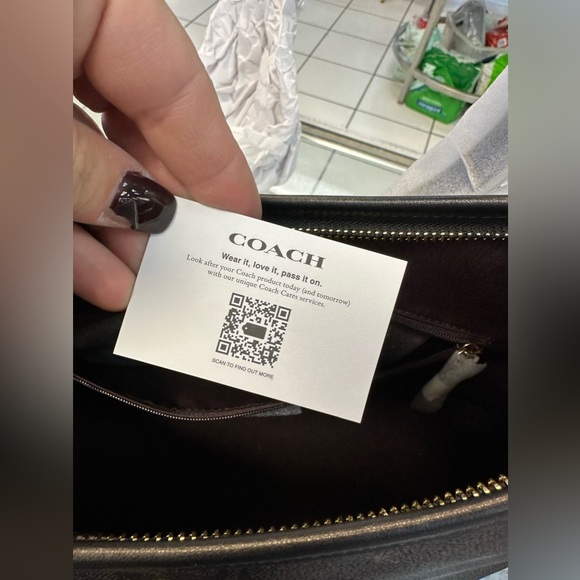 COACH
Wear it, love it, pass it on.
Look after your Coach product today (and tomorrow)
with our unique Coach Cares services.
SCAN TO FIND OUT MORE